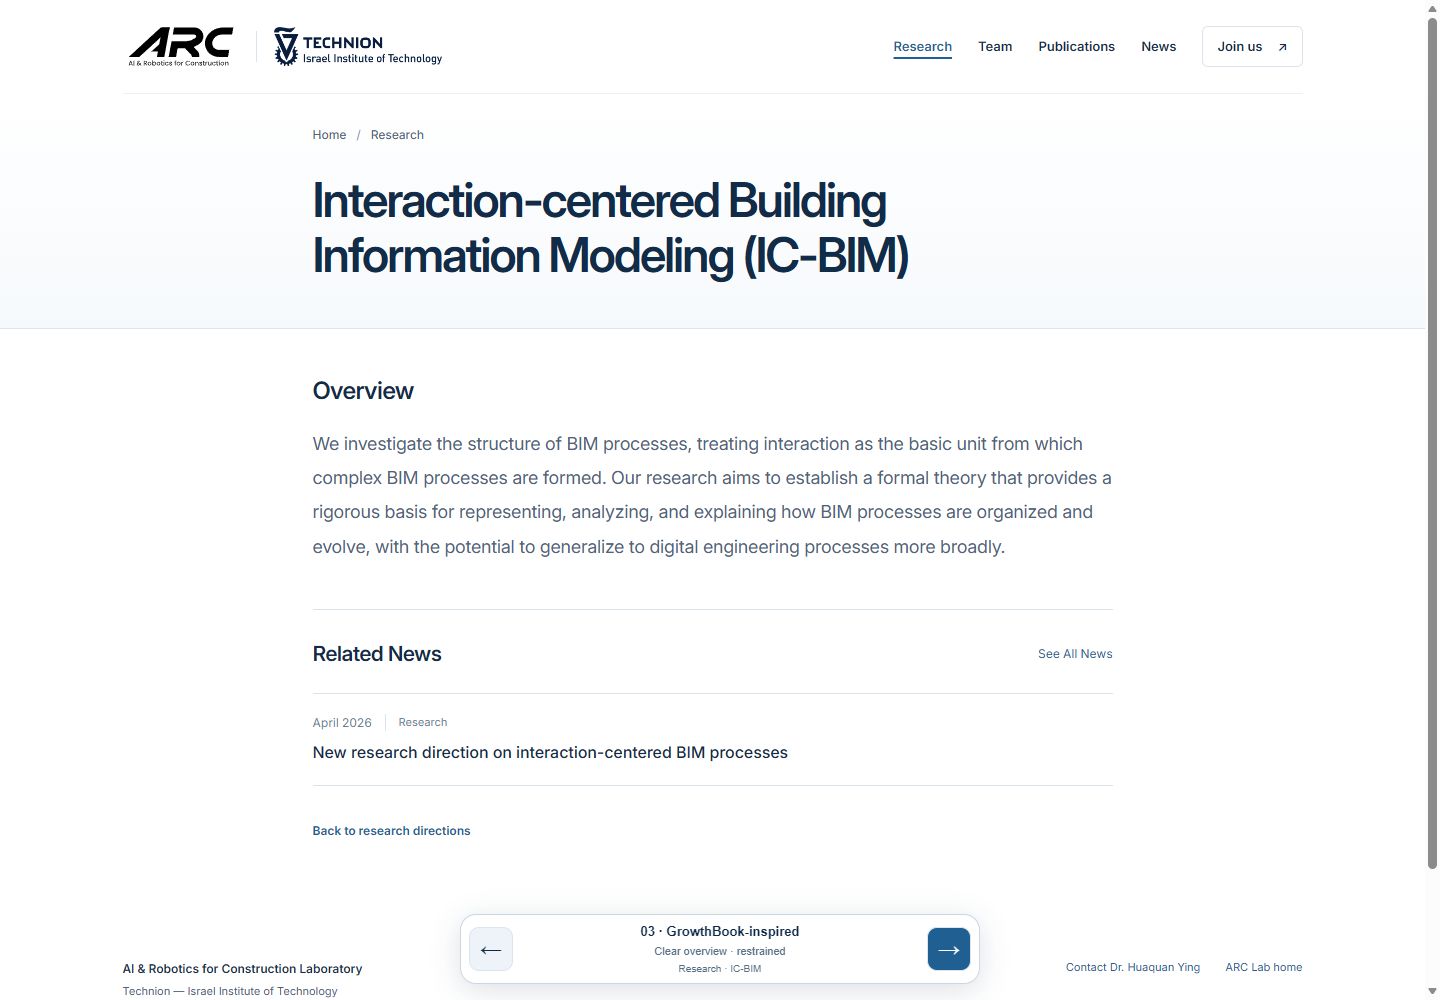 ARC
AI & Robotics for Construction
TECHNION
Israel Institute of Technology
Research
Team
Publications
News
Join us
Home / Research
Interaction-centered Building
Information Modeling (IC-BIM)
Overview
We investigate the structure of BIM processes, treating interaction as the basic unit from which
complex BIM processes are formed. Our research aims to establish a formal theory that provides a
rigorous basis for representing, analyzing, and explaining how BIM processes are organized and
evolve, with the potential to generalize to digital engineering processes more broadly.
Related News
See All News
April 2026
Research
New research direction on interaction-centered BIM processes
Back to research directions
03 · GrowthBook-inspired
Clear overview · restrained
Research · IC-BIM
AI & Robotics for Construction Laboratory
Technion — Israel Institute of Technology
Contact Dr. Huaquan Ying
ARC Lab home